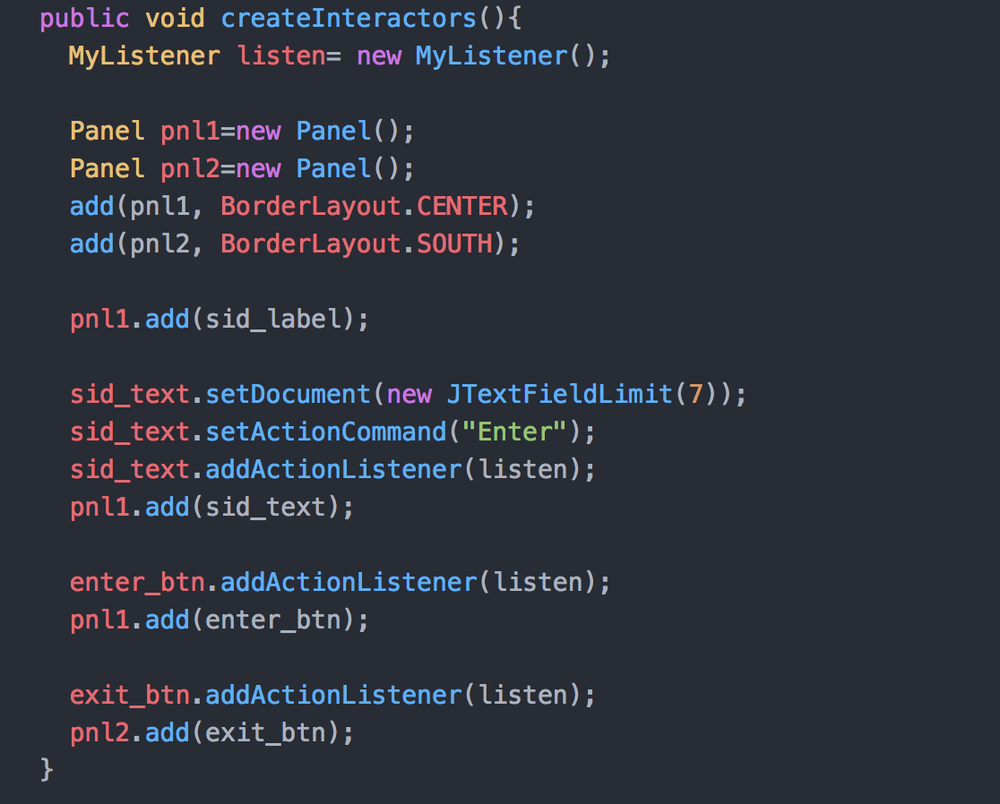 public void createInteractors(){
  MyListener listen= new MyListener();

  Panel pnl1=new Panel();
  Panel pnl2=new Panel();
  add(pnl1, BorderLayout.CENTER);
  add(pnl2, BorderLayout.SOUTH);

  pnl1.add(sid_label);

  sid_text.setDocument(new JTextFieldLimit(7));
  sid_text.setActionCommand("Enter");
  sid_text.addActionListener(listen);
  pnl1.add(sid_text);

  enter_btn.addActionListener(listen);
  pnl1.add(enter_btn);

  exit_btn.addActionListener(listen);
  pnl2.add(exit_btn);
}